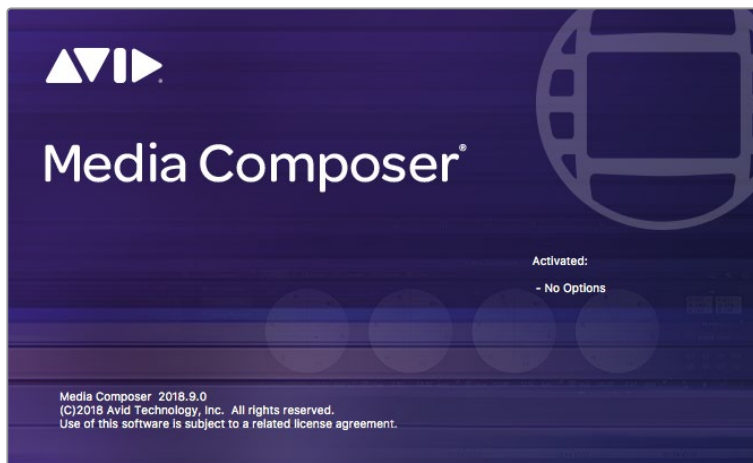 AVID
Media Composer®
Activated:
- No Options
Media Composer 2018.9.0
(C)2018 Avid Technology, Inc. All rights reserved.
Use of this software is subject to a related license agreement.